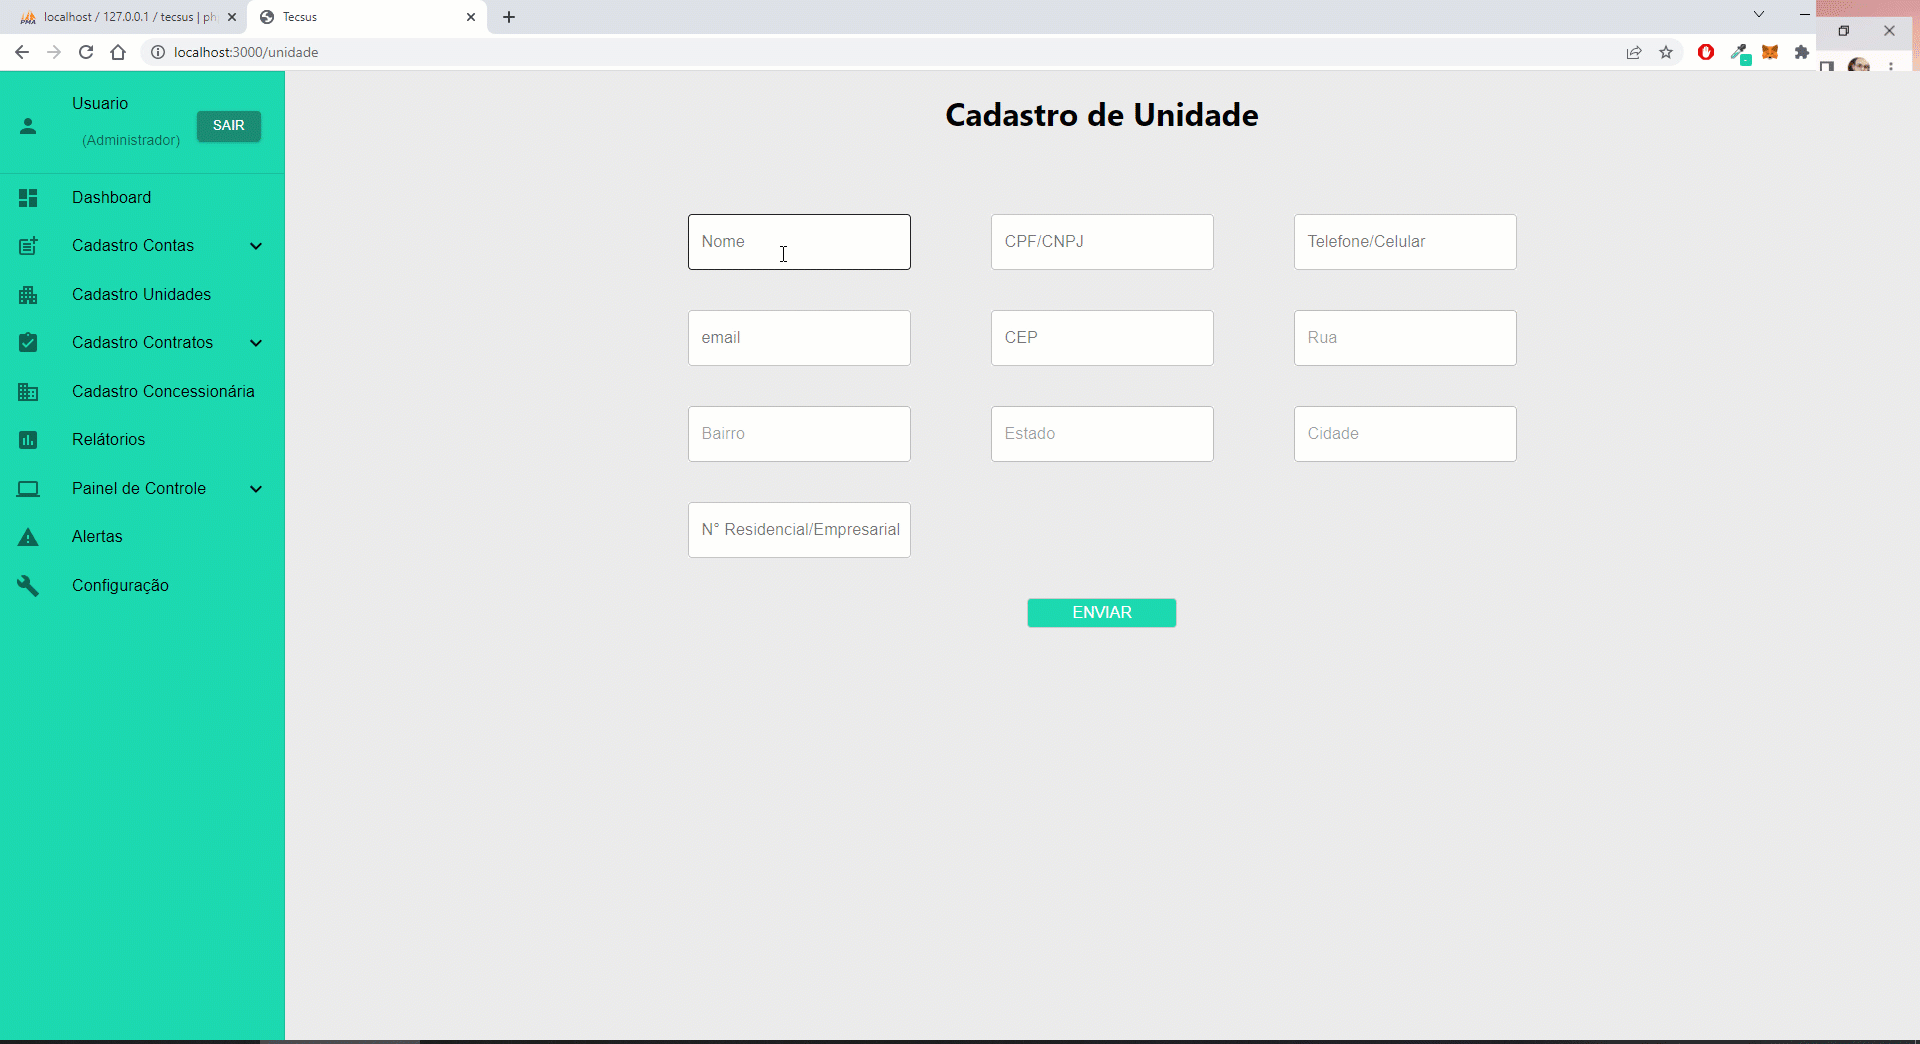 localhost / 127.0.0.1 / tecsus | ph
Tecsus
localhost:3000/unidade
Usuario
(Administrador)
SAIR
Dashboard
Cadastro Contas
Cadastro Unidades
Cadastro Contratos
Cadastro Concessionária
Relátorios
Painel de Controle
Alertas
Configuração
Cadastro de Unidade
Nome
CPF/CNPJ
Telefone/Celular
email
CEP
Rua
Bairro
Estado
Cidade
N° Residencial/Empresarial
ENVIAR